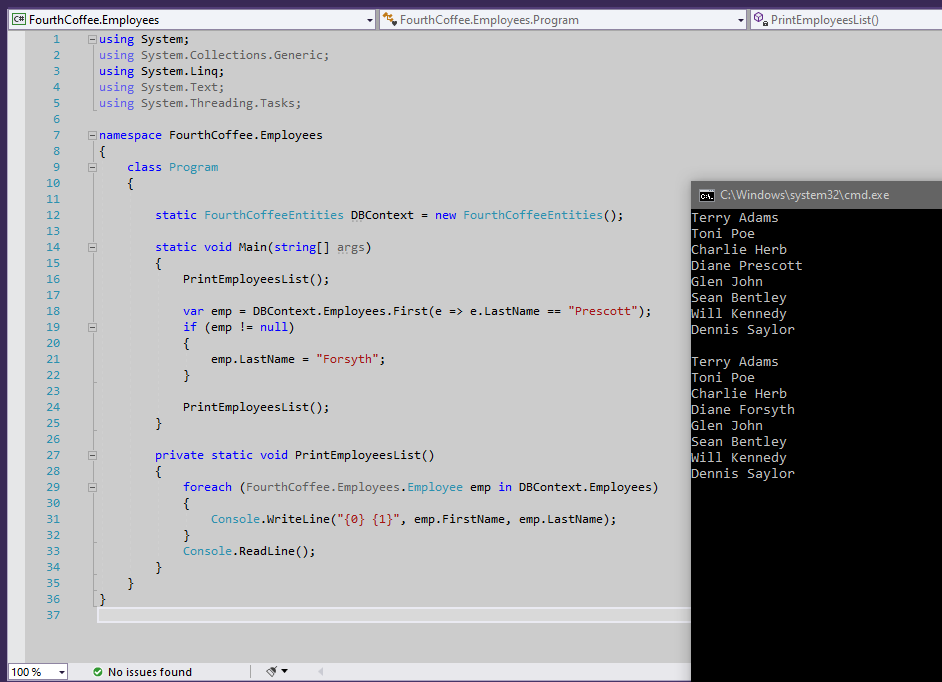 C# FourthCoffee.Employees
FourthCoffee.Employees.Program
PrintEmployeesList()
1 using System;
2 using System.Collections.Generic;
3 using System.Linq;
4 using System.Text;
5 using System.Threading.Tasks;
6
7 namespace FourthCoffee.Employees
8 {
9 class Program
10 {
11
12 static FourthCoffeeEntities DBContext = new FourthCoffeeEntities();
13
14 static void Main(string[] args)
15 {
16 PrintEmployeesList();
17
18 var emp = DBContext.Employees.First(e => e.LastName == "Prescott");
19 if (emp != null)
20 {
21 emp.LastName = "Forsyth";
22 }
23
24 PrintEmployeesList();
25 }
26
27 private static void PrintEmployeesList()
28 {
29 foreach (FourthCoffee.Employees.Employee emp in DBContext.Employees)
30 {
31 Console.WriteLine("{0} {1}", emp.FirstName, emp.LastName);
32 }
33 Console.ReadLine();
34 }
35 }
36 }
37
100 %
No issues found
C:\Windows\system32\cmd.exe
Terry Adams
Toni Poe
Charlie Herb
Diane Prescott
Glen John
Sean Bentley
Will Kennedy
Dennis Saylor
Terry Adams
Toni Poe
Charlie Herb
Diane Forsyth
Glen John
Sean Bentley
Will Kennedy
Dennis Saylor